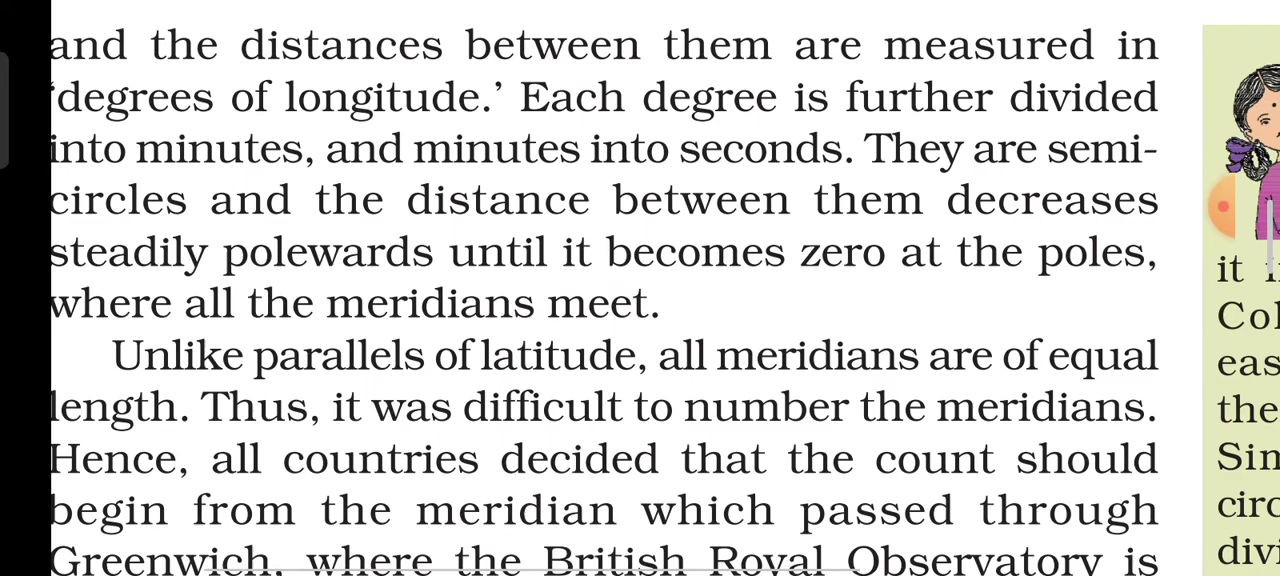 and the distances between them are measured in
‘degrees of longitude.’ Each degree is further divided
into minutes, and minutes into seconds. They are semi-
circles and the distance between them decreases
steadily polewards until it becomes zero at the poles,
where all the meridians meet.
Unlike parallels of latitude, all meridians are of equal
length. Thus, it was difficult to number the meridians.
Hence, all countries decided that the count should
begin from the meridian which passed through
Greenwich, where the British Royal Observatory is
it
Col
eas
the
Sim
circ
divi